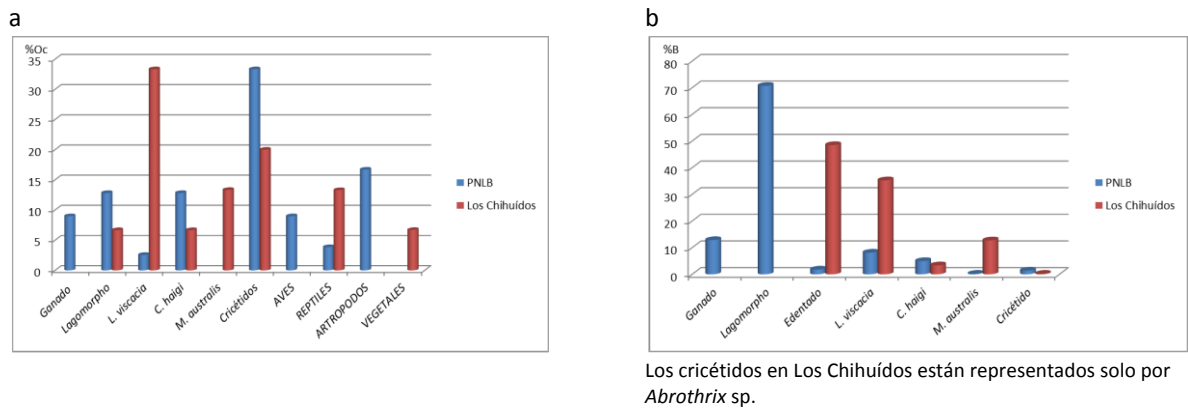 a
%Oc
35
30
25
20
15
10
5
0
Ganado
Lagomorpho
L. viscacia
C. haigi
M. australis
Cricétidos
AVES
REPTILES
ARTROPODOS
VEGETALES
PNLB
Los Chihuídos
b
%B
80
70
60
50
40
30
20
10
0
Ganado
Lagomorpho
Edentado
L. viscacia
C. haigi
M. australis
Cricétido
PNLB
Los Chihuídos
Los cricétidos en Los Chihuídos están representados solo por
Abrothrix sp.